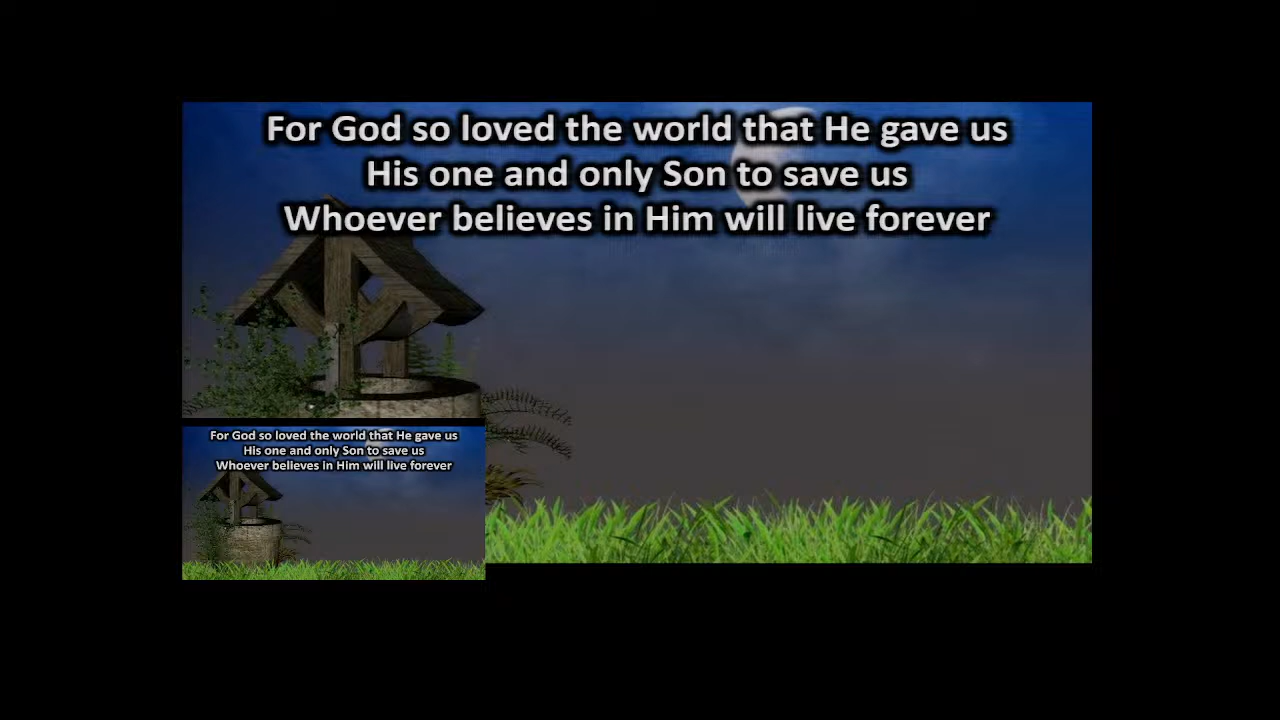 For God so loved the world that He gave us
His one and only Son to save us
Whoever believes in Him will live forever
For God so loved the world that He gave us
His one and only Son to save us
Whoever believes in Him will live forever